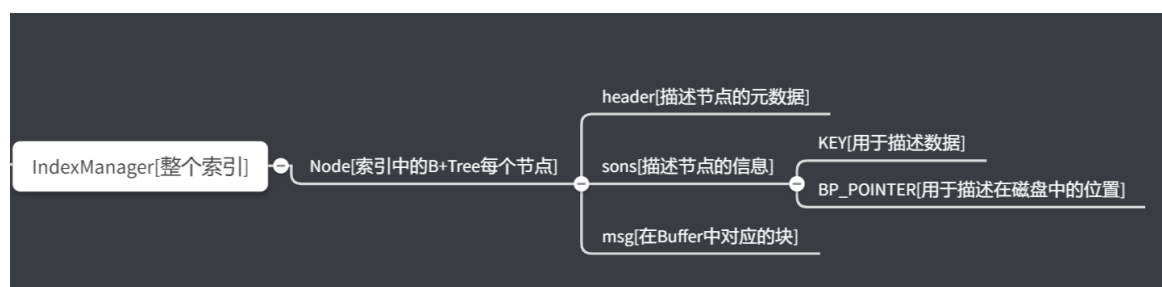 header[描述节点的元数据]
KEY[用于描述数据]
IndexManager[整个索引]
Node[索引中的B+Tree每个节点]
sons[描述节点的信息]
BP_POINTER[用于描述在磁盘中的位置]
msg[在Buffer中对应的块]